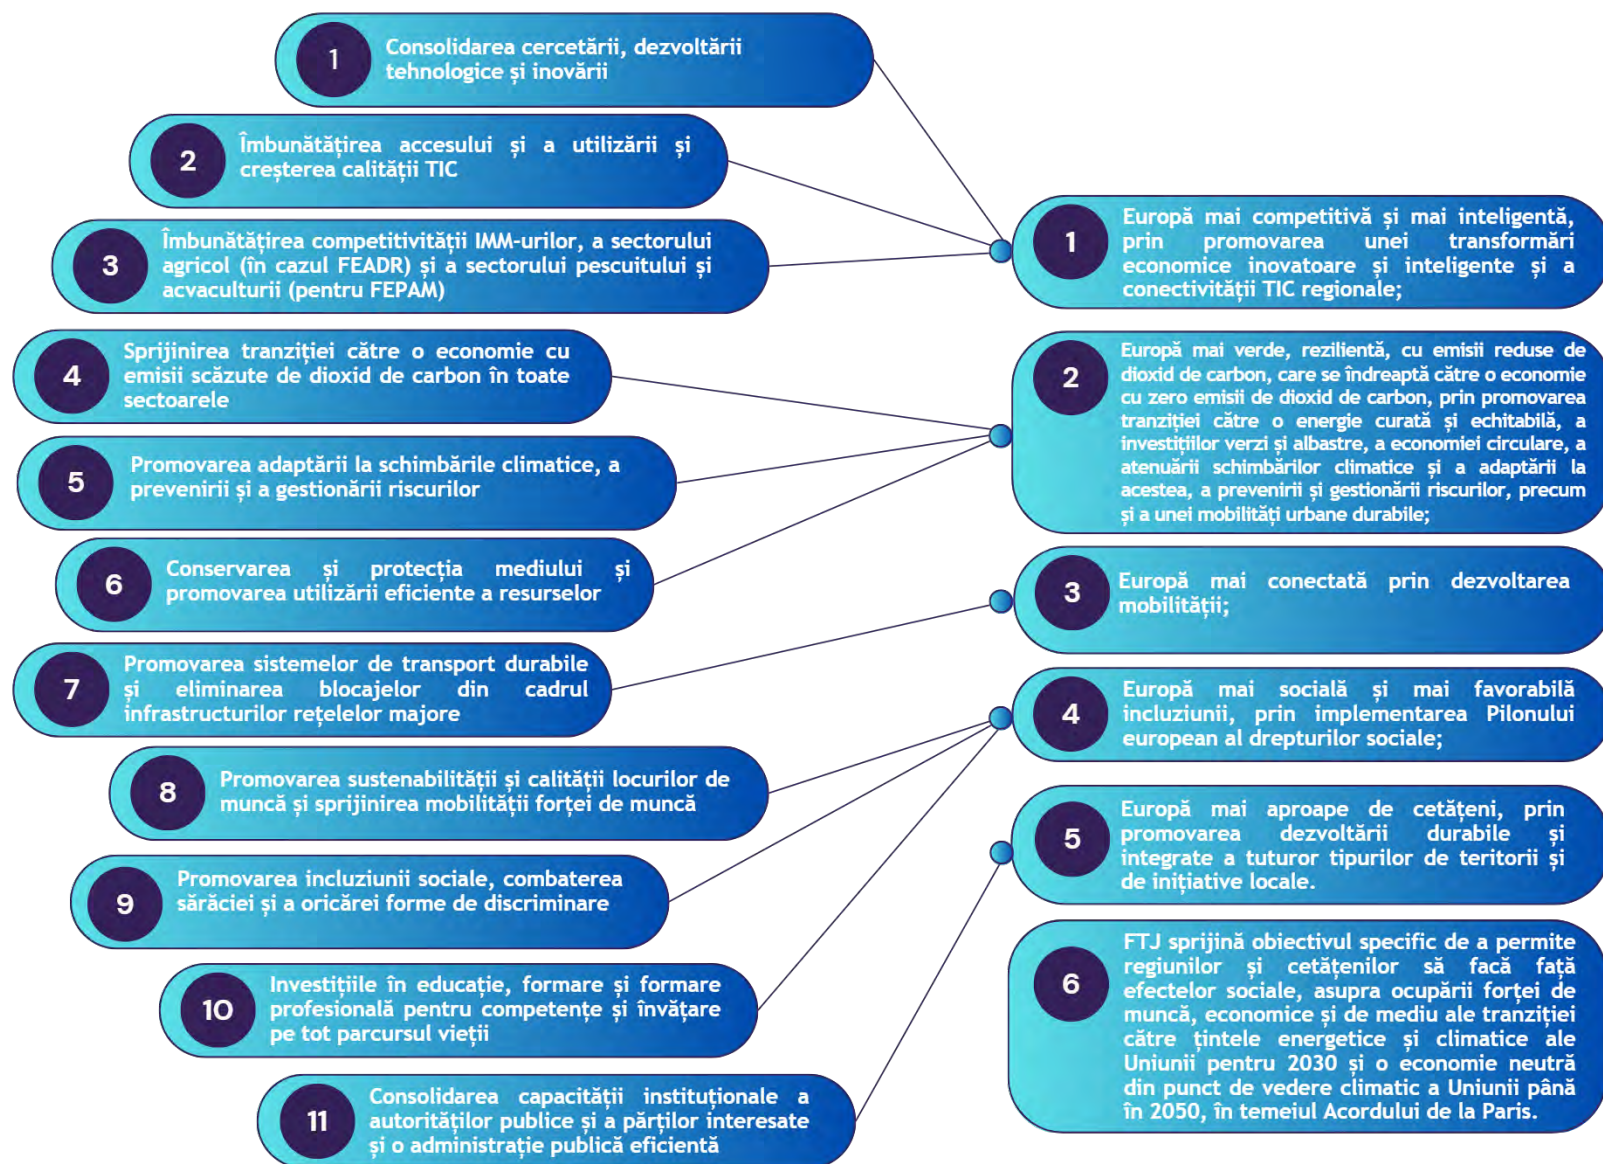 1
Consolidarea cercetării, dezvoltării
tehnologice și inovării
2
Îmbunătățirea accesului și a utilizării și
creșterea calității TIC
3
Îmbunătățirea competitivității IMM-urilor, a sectorului
agricol (în cazul FEADR) și a sectorului pescuitului și
acvaculturii (pentru FEPAM)
4
Sprijinirea tranziției către o economie cu
emisii scăzute de dioxid de carbon în toate
sectoarele
5
Promovarea adaptării la schimbările climatice, a
prevenirii și a gestionării riscurilor
6
Conservarea și protecția mediului și
promovarea utilizării eficiente a resurselor
7
Promovarea sistemelor de transport durabile
și eliminarea blocajelor din cadrul
infrastructurilor rețelelor majore
8
Promovarea sustenabilității și calității locurilor de
muncă și sprijinirea mobilității forței de muncă
9
Promovarea incluziunii sociale, combaterea
sărăciei și a oricărei forme de discriminare
10
Investițiile în educație, formare și formare
profesională pentru competențe și învățare
pe tot parcursul vieții
11
Consolidarea capacității instituționale a
autorităților publice și a părților interesate
și o administrație publică eficientă
1
Europă mai competitivă și mai inteligentă,
prin promovarea unei transformări
economice inovatoare și inteligente și a
conectivității TIC regionale;
2
Europă mai verde, rezilientă, cu emisii reduse de
dioxid de carbon, care se îndreaptă către o economie
cu zero emisii de dioxid de carbon, prin promovarea
tranziției către o energie curată și echitabilă, a
investițiilor verzi și albastre, a economiei circulare, a
atenuării schimbărilor climatice și a adaptării la
acestea, a prevenirii și gestionării riscurilor, precum
și a unei mobilități urbane durabile;
3
Europă mai conectată prin dezvoltarea
mobilității;
4
Europă mai socială și mai favorabilă
incluziunii, prin implementarea Pilonului
european al drepturilor sociale;
5
Europă mai aproape de cetățeni, prin
promovarea dezvoltării durabile și
integrate a tuturor tipurilor de teritorii și
de inițiative locale.
6
FTJ sprijină obiectivul specific de a permite
regiunilor și cetățenilor să facă față
efectelor sociale, asupra ocupării forței de
muncă, economice și de mediu ale tranziției
către țintele energetice și climatice ale
Uniunii pentru 2030 și o economie neutră
din punct de vedere climatic a Uniunii până
în 2050, în temeiul Acordului de la Paris.